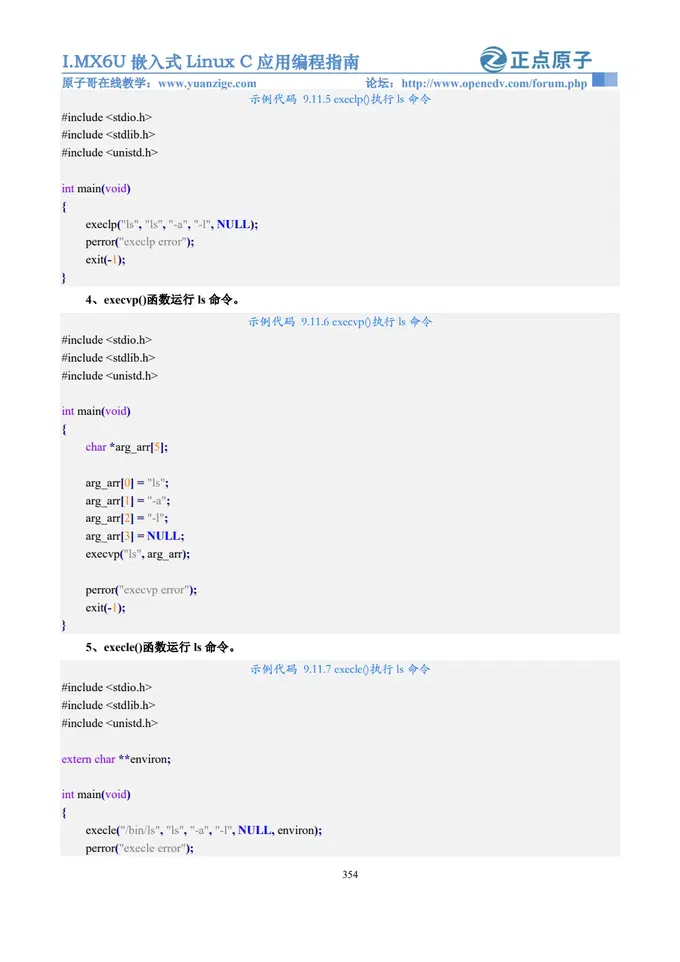 I.MX6U 嵌入式 Linux C 应用编程指南
正点原子
原子哥在线教学：www.yuanzige.com 论坛：http://www.openedv.com/forum.php
示例代码 9.11.5 execlp()执行 ls 命令
#include <stdio.h>
#include <stdlib.h>
#include <unistd.h>
int main(void)
{
execlp("ls", "ls", "-a", "-l", NULL);
perror("execlp error");
exit(-1);
}
4、execvp()函数运行 ls 命令。
示例代码 9.11.6 execvp()执行 ls 命令
#include <stdio.h>
#include <stdlib.h>
#include <unistd.h>
int main(void)
{
char *arg_arr[5];
arg_arr[0] = "ls";
arg_arr[1] = "-a";
arg_arr[2] = "-l";
arg_arr[3] = NULL;
execvp("ls", arg_arr);
perror("execvp error");
exit(-1);
}
5、execle()函数运行 ls 命令。
示例代码 9.11.7 execle()执行 ls 命令
#include <stdio.h>
#include <stdlib.h>
#include <unistd.h>
extern char **environ;
int main(void)
{
execle("/bin/ls", "ls", "-a", "-l", NULL, environ);
perror("execle error");
354